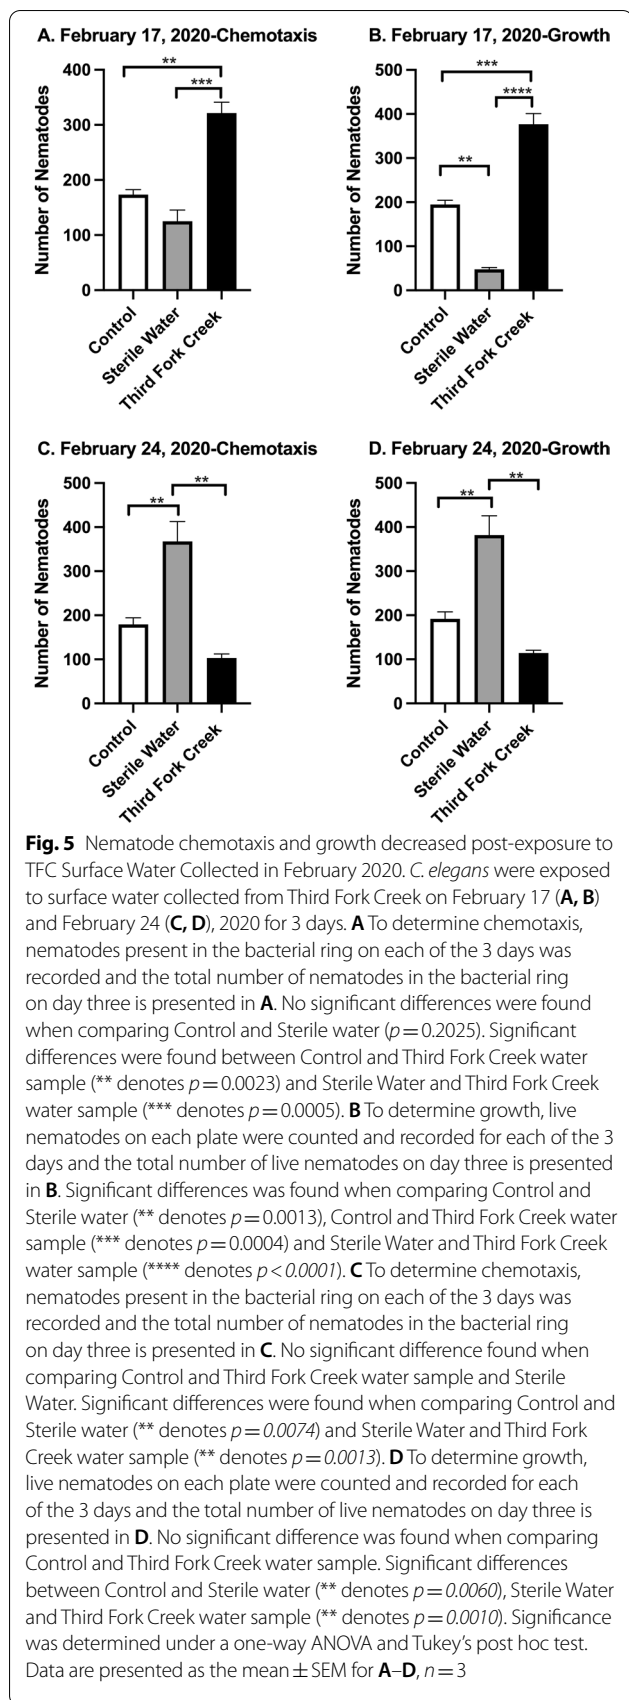 A. February 17, 2020-Chemotaxis
Number of Nematodes
400
300
200
100
0
**
***
Control
Sterile Water
Third Fork Creek
B. February 17, 2020-Growth
Number of Nematodes
500
400
300
200
100
0
***
****
**
Control
Sterile Water
Third Fork Creek
C. February 24, 2020-Chemotaxis
Number of Nematodes
500
400
300
200
100
0
**
**
Control
Sterile Water
Third Fork Creek
D. February 24, 2020-Growth
Number of Nematodes
500
400
300
200
100
0
**
**
Control
Sterile Water
Third Fork Creek
Fig. 5 Nematode chemotaxis and growth decreased post-exposure to
TFC Surface Water Collected in February 2020. C. elegans were exposed
to surface water collected from Third Fork Creek on February 17 (A, B)
and February 24 (C, D), 2020 for 3 days. A To determine chemotaxis,
nematodes present in the bacterial ring on each of the 3 days was
recorded and the total number of nematodes in the bacterial ring
on day three is presented in A. No significant differences were found
when comparing Control and Sterile water (p = 0.2025). Significant
differences were found between Control and Third Fork Creek water
sample (** denotes p = 0.0023) and Sterile Water and Third Fork Creek
water sample (*** denotes p = 0.0005). B To determine growth, live
nematodes on each plate were counted and recorded for each of the 3
days and the total number of live nematodes on day three is presented
in B. Significant differences was found when comparing Control and
Sterile water (** denotes p = 0.0013), Control and Third Fork Creek water
sample (*** denotes p = 0.0004) and Sterile Water and Third Fork Creek
water sample (**** denotes p < 0.0001). C To determine chemotaxis,
nematodes present in the bacterial ring on each of the 3 days was
recorded and the total number of nematodes in the bacterial ring
on day three is presented in C. No significant difference found when
comparing Control and Third Fork Creek water sample and Sterile
Water. Significant differences were found when comparing Control and
Sterile water (** denotes p = 0.0074) and Sterile Water and Third Fork
Creek water sample (** denotes p = 0.0013). D To determine growth,
live nematodes on each plate were counted and recorded for each
of the 3 days and the total number of live nematodes on day three is
presented in D. No significant difference was found when comparing
Control and Third Fork Creek water sample. Significant differences
between Control and Sterile water (** denotes p = 0.0060), Sterile Water
and Third Fork Creek water sample (** denotes p = 0.0010). Significance
was determined under a one-way ANOVA and Tukey's post hoc test.
Data are presented as the mean ± SEM for A–D, n = 3